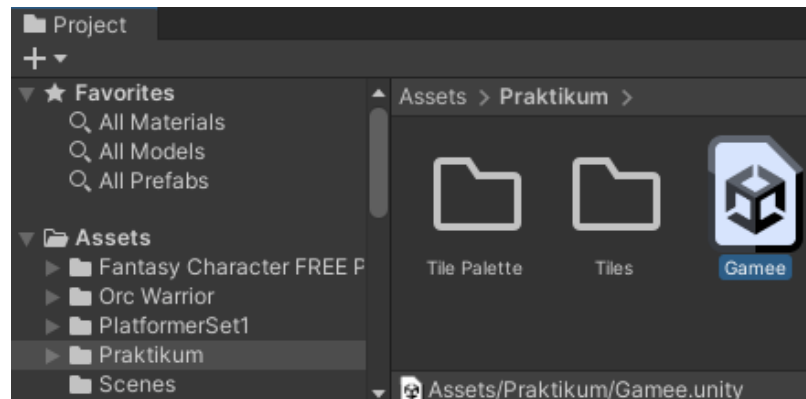 Project
Favorites
All Materials
All Models
All Prefabs
Assets
Fantasy Character FREE P
Orc Warrior
PlatformerSet1
Praktikum
Scenes
Assets > Praktikum >
Tile Palette
Tiles
Gamee
Assets/Praktikum/Gamee.unity